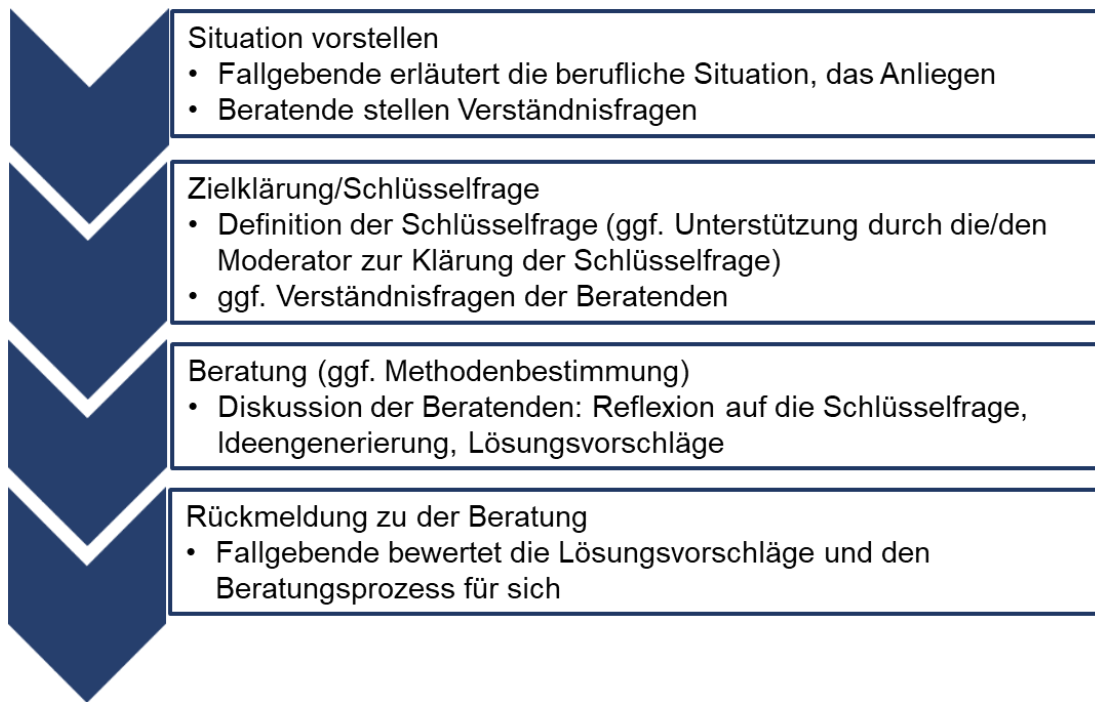 Situation vorstellen
• Fallgebende erläutert die berufliche Situation, das Anliegen
• Beratende stellen Verständnisfragen
Zielklärung/Schlüsselfrage
• Definition der Schlüsselfrage (ggf. Unterstützung durch die/den
Moderator zur Klärung der Schlüsselfrage)
• ggf. Verständnisfragen der Beratenden
Beratung (ggf. Methodenbestimmung)
• Diskussion der Beratenden: Reflexion auf die Schlüsselfrage,
Ideengenerierung, Lösungsvorschläge
Rückmeldung zu der Beratung
• Fallgebende bewertet die Lösungsvorschläge und den
Beratungsprozess für sich